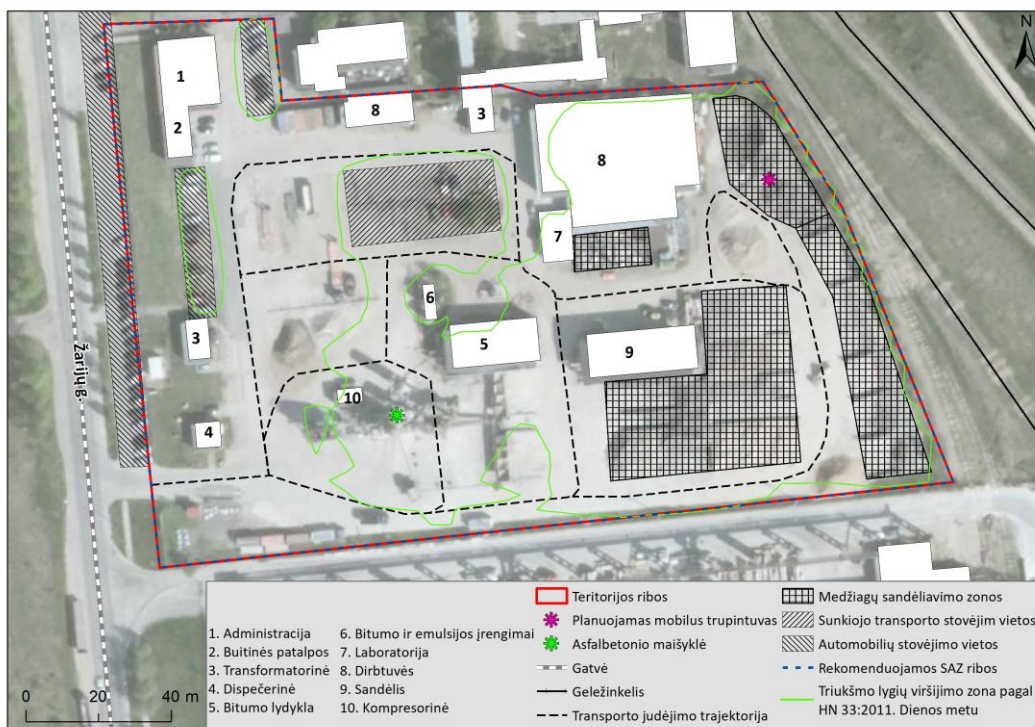 N
1
2
8
3
8
7
6
3
5
9
10
4
Žarijų g.
0 20 40 m
1. Administracija
2. Buitinės patalpos
3. Transformatorinė
4. Dispečerinė
5. Bitumo lydykla
6. Bitumo ir emulsijos įrengimai
7. Laboratorija
8. Dirbtuvės
9. Sandėlis
10. Kompresorinė
Teritorijos ribos
Planuojamas mobilus trupintuvas
Asfalbetonio maišyklė
Gatvė
Geležinkelis
Transporto judėjimo trajektorija
Medžiagų sandėliavimo zonos
Sunkiojo transporto stovėjim vietos
Automobilių stovėjimo vietos
Rekomenduojamos SAZ ribos
Triukšmo lygių viršijimo zona pagal
HN 33:2011. Dienos metu